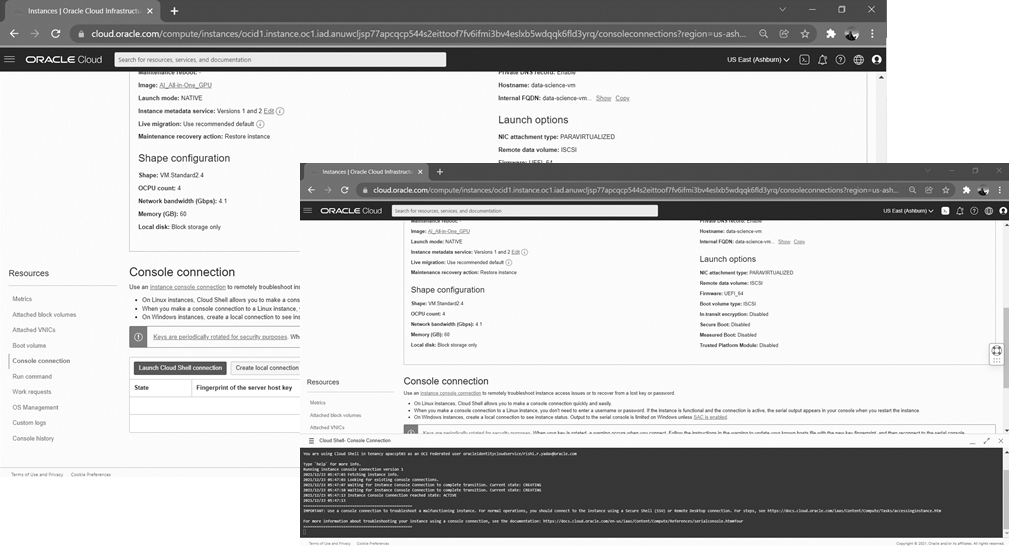 Instances | Oracle Cloud Infrastruct
cloud.oracle.com/compute/instances/ocid1.instance.oc1.iad.anuwcljsp77apcqcp544s2eittoof7fv6ifmi3bv4eslxb5wdqqk6fld3yrq/consoleconnections?region=us-ash...
ORACLE Cloud
Search for resources, services, and documentation
US East (Ashburn)
Maintenance reboot: -
Image: AI_All-in-One_GPU
Launch mode: NATIVE
Instance metadata service: Versions 1 and 2 Edit
Live migration: Use recommended default
Maintenance recovery action: Restore instance
Shape configuration
Shape: VM.Standard2.4
OCPU count: 4
Network bandwidth (Gbps): 4.1
Memory (GB): 60
Local disk: Block storage only
Private DNS record: Enable
Hostname: data-science-vm
Internal FQDN: data-science-vm... Show Copy
Launch options
NIC attachment type: PARAVIRTUALIZED
Remote data volume: ISCSI
Firmware: UEFI_64
Resources
Metrics
Attached block volumes
Attached VNICs
Boot volume
Console connection
Run command
Work requests
OS Management
Custom logs
Console history
Console connection
Use an instance console connection to remotely troubleshoot in
On Linux instances, Cloud Shell allows you to make a cons
When you make a console connection to a Linux instance,
On Windows instances, create a local connection to see in
Keys are periodically rotated for security purposes. Wh
Launch Cloud Shell connection
Create local connection
State
Fingerprint of the server host key
Terms of Use and Privacy
Cookie Preferences
Instances | Oracle Cloud Infrastruct
cloud.oracle.com/compute/instances/ocid1.instance.oc1.iad.anuwcljsp77apcqcp544s2eittoof7fv6ifmi3bv4eslxb5wdqqk6fld3yrq/consoleconnections?region=us-ash...
ORACLE Cloud
Search for resources, services, and documentation
US East (Ashburn)
Maintenance reboot: -
Image: AI_All-in-One_GPU
Launch mode: NATIVE
Instance metadata service: Versions 1 and 2 Edit
Live migration: Use recommended default
Maintenance recovery action: Restore instance
Shape configuration
Shape: VM.Standard2.4
OCPU count: 4
Network bandwidth (Gbps): 4.1
Memory (GB): 60
Local disk: Block storage only
Private DNS record: Enable
Hostname: data-science-vm
Internal FQDN: data-science-vm... Show Copy
Launch options
NIC attachment type: PARAVIRTUALIZED
Remote data volume: ISCSI
Firmware: UEFI_64
Boot volume type: ISCSI
In-transit encryption: Disabled
Secure Boot: Disabled
Measured Boot: Disabled
Trusted Platform Module: Disabled
Resources
Metrics
Attached block volumes
Attached VNICs
Console connection
Use an instance console connection to remotely troubleshoot instance access issues or to recover from a lost key or password.
On Linux instances, Cloud Shell allows you to make a console connection quickly and easily.
When you make a console connection to a Linux instance, you don't need to enter a username or password. If the instance is functional and the connection is active, the serial output appears in your console when you restart the instance.
On Windows instances, create a local connection to see instance status. Output to the serial console is limited on Windows unless SAC is enabled.
Keys are periodically rotated for security purposes. When your key is rotated, a warning occurs when you connect. Follow the instructions in the warning to update your known hosts file with the new key fingerprint, and then reconnect to the serial console.
Cloud Shell- Console Connection
You are using Cloud Shell in tenancy apaccpt03 as an OCI Federated user oracleidentitycloudservice/rishi.r.yadav@oracle.com
Type `help` for more info.
Running instance console connection version 1
2021/12/23 05:47:03 Fetching instance info.
2021/12/23 05:47:03 Looking for existing console connections.
2021/12/23 05:47:07 Waiting for Instance Console Connection to complete transition. Current state: CREATING
2021/12/23 05:47:10 Waiting for Instance Console Connection to complete transition. Current state: CREATING
2021/12/23 05:47:13 Instance Console Connection reached state: ACTIVE
2021/12/23 05:47:13
IMPORTANT: Use a console connection to troubleshoot a malfunctioning instance. For normal operations, you should connect to the instance using a Secure Shell (SSH) or Remote Desktop connection. For steps, see https://docs.cloud.oracle.com/iaas/Content/Compute/Tasks/accessinginstance.htm
For more information about troubleshooting your instance using a console connection, see the documentation: https://docs.cloud.oracle.com/en-us/iaas/Content/Compute/References/serialconsole.htm#four
Terms of Use and Privacy
Cookie Preferences
Copyright © 2021, Oracle and/or its affiliates. All rights reserved.